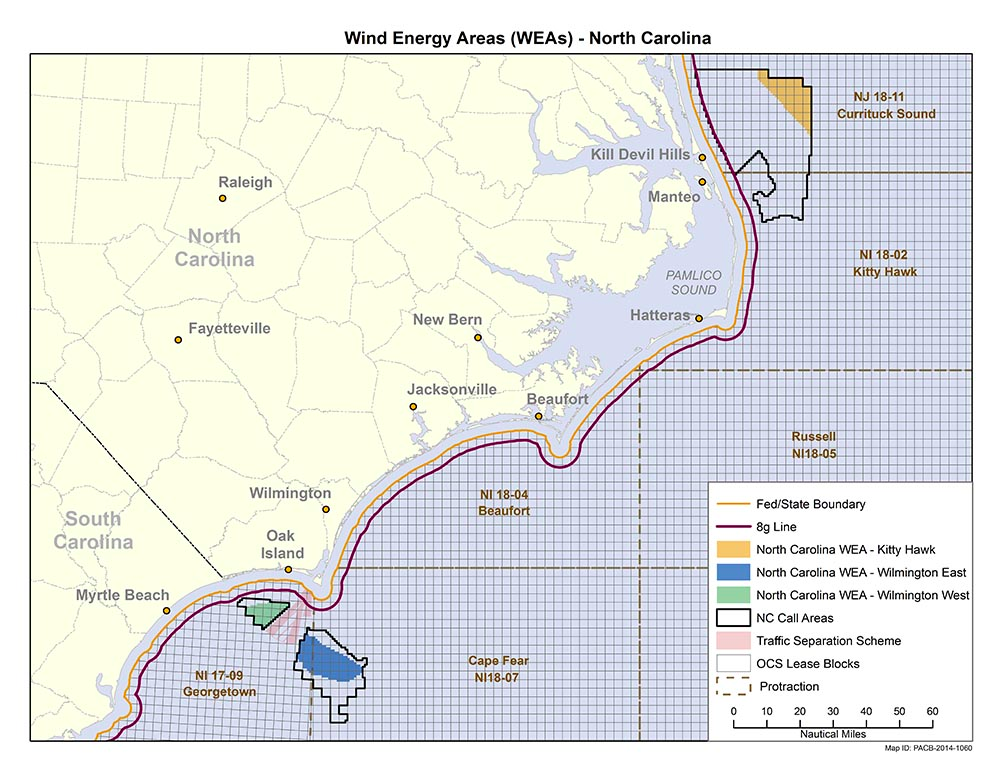 Wind Energy Areas (WEAs) - North Carolina
NJ 18-11
Currituck Sound
Kill Devil Hills
Raleigh
Manteo
North
Carolina
NI 18-02
Kitty Hawk
PAMLICO
SOUND
Hatteras
New Bern
Fayetteville
Jacksonville
Beaufort
Russell
NI18-05
Wilmington
NI 18-04
Beaufort
South
Carolina
Oak
Island
Myrtle Beach
NI 17-09
Georgetown
Cape Fear
NI18-07
Fed/State Boundary
8g Line
North Carolina WEA - Kitty Hawk
North Carolina WEA - Wilmington East
North Carolina WEA - Wilmington West
NC Call Areas
Traffic Separation Scheme
OCS Lease Blocks
Protraction
0 10 20 30 40 50 60
Nautical Miles
Map ID: PACB-2014-1060